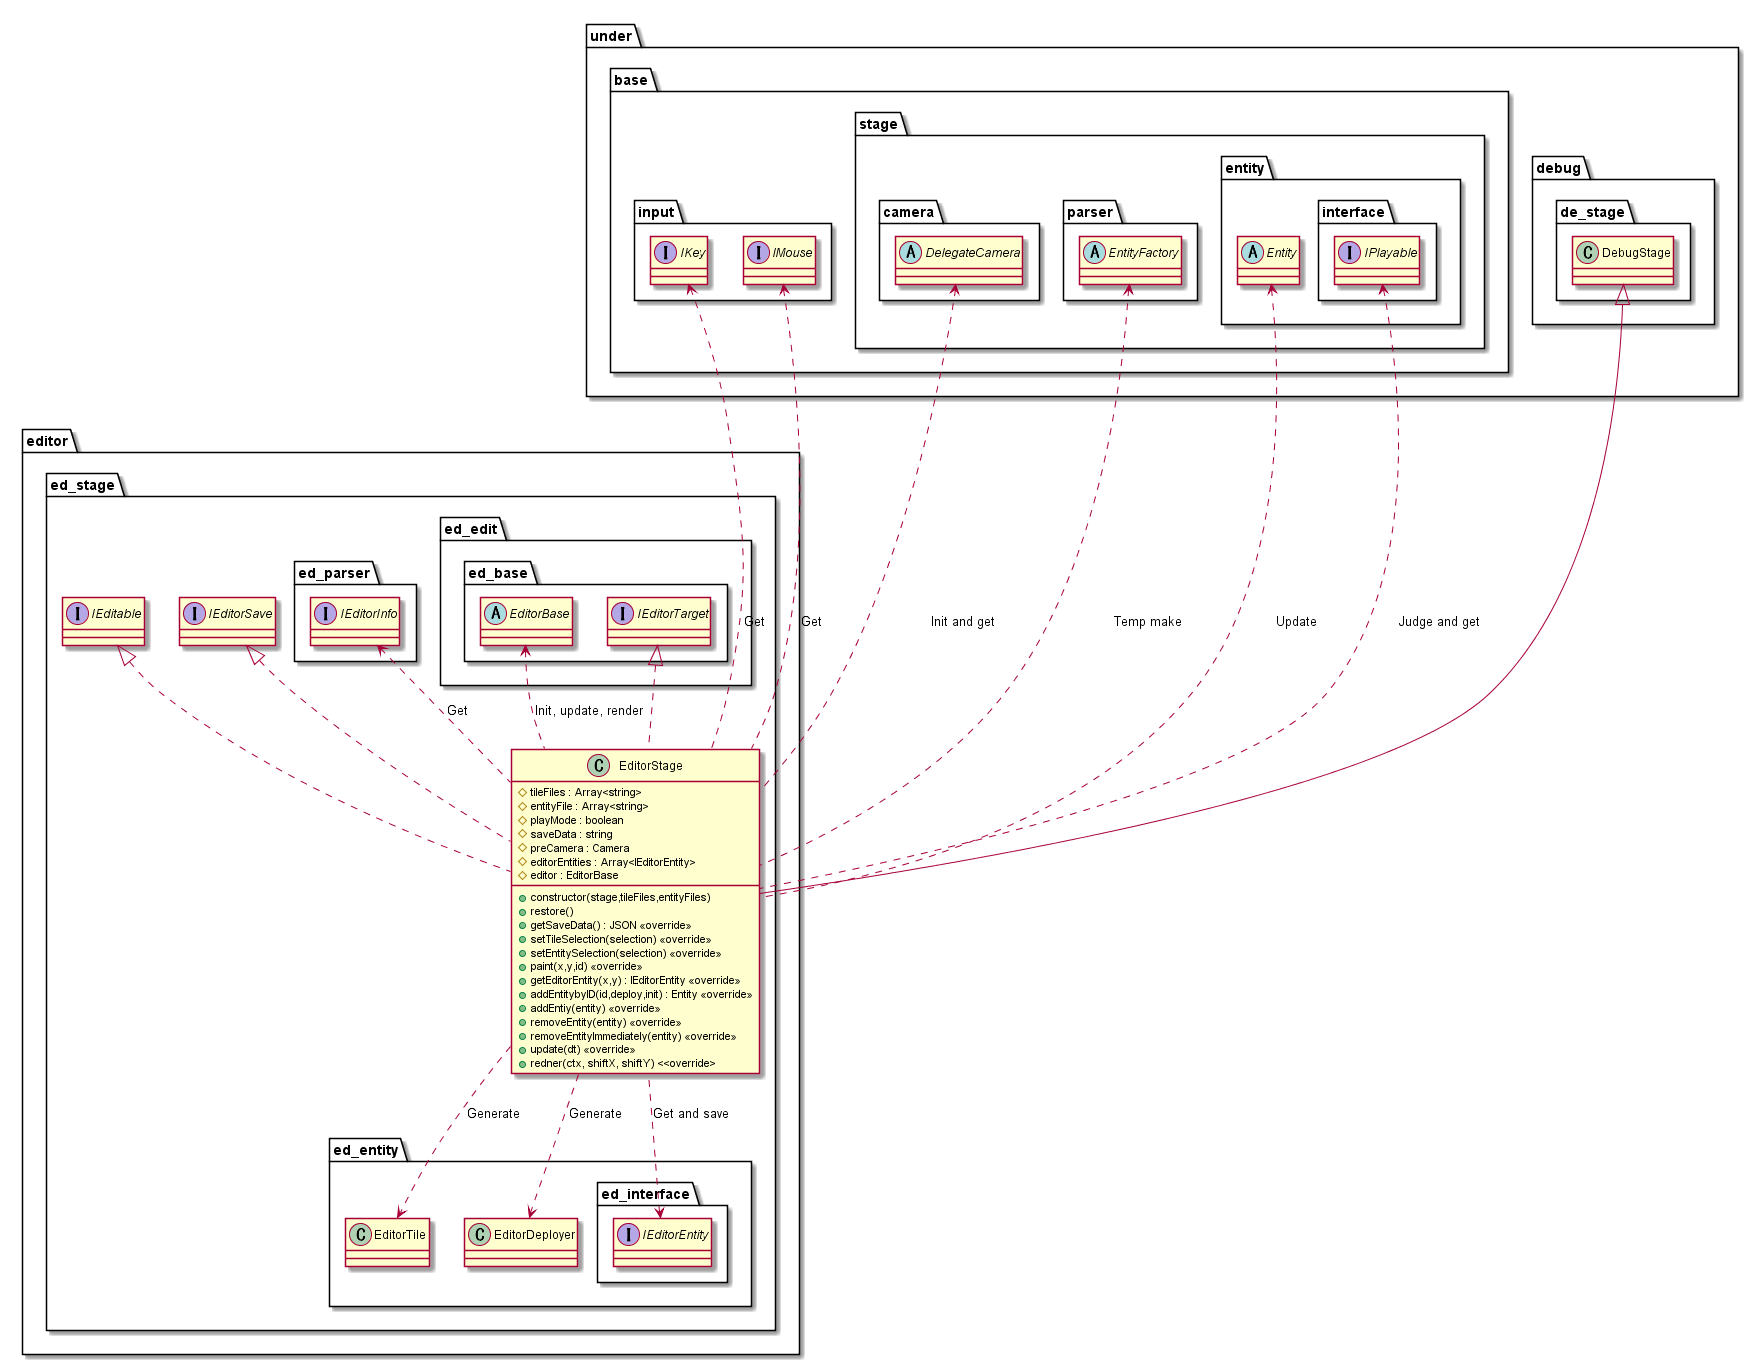 under
base
stage
entity
debug
input
camera
parser
interface
de_stage
I IKey
I IMouse
A DelegateCamera
A EntityFactory
A Entity
I IPlayable
C DebugStage
editor
ed_stage
ed_edit
ed_parser
ed_base
I IEditable
I IEditorSave
I IEditorInfo
A EditorBase
I IEditorTarget
Get
Get
Init and get
Temp make
Update
Judge and get
Get
Init, update, render
C EditorStage
tileFiles : Array<string>
entityFile : Array<string>
playMode : boolean
saveData : string
preCamera : Camera
editorEntities : Array<IEditorEntity>
editor : EditorBase
constructor(stage,tileFiles,entityFiles)
restore()
getSaveData() : JSON «override»
setTileSelection(selection) «override»
setEntitySelection(selection) «override»
paint(x,y,id) «override»
getEditorEntity(x,y) : IEditorEntity «override»
addEntitybyID(id,deploy,init) : Entity «override»
addEntiy(entity) «override»
removeEntity(entity) «override»
removeEntityImmediately(entity) «override»
update(dt) «override»
redner(ctx, shiftX, shiftY) <<override>
Generate
Generate
Get and save
ed_entity
ed_interface
C EditorTile
C EditorDeployer
I IEditorEntity